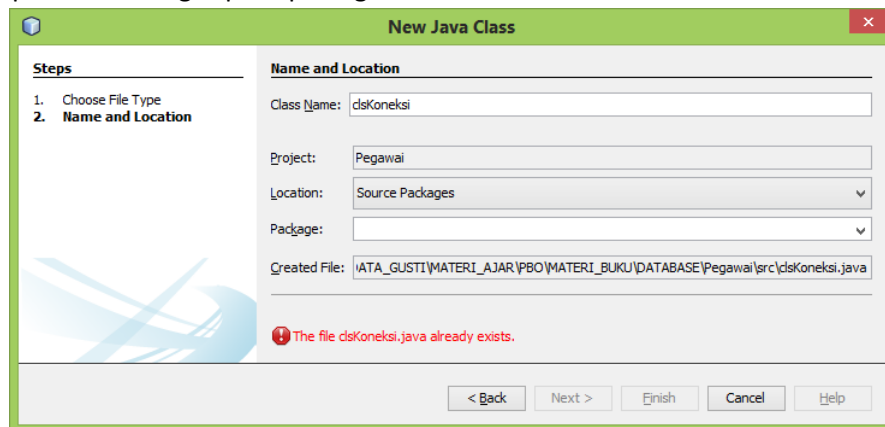 New Java Class
Steps
1. Choose File Type
2. Name and Location
Name and Location
Class Name: clsKoneksi
Project: Pegawai
Location: Source Packages
Package:
Created File: )ATA_GUSTI\MATERI_AJAR\PBO\MATERI_BUKU\DATABASE\Pegawai\src\clsKoneksi.java
The file clsKoneksi.java already exists.
< Back Next > Finish Cancel Help